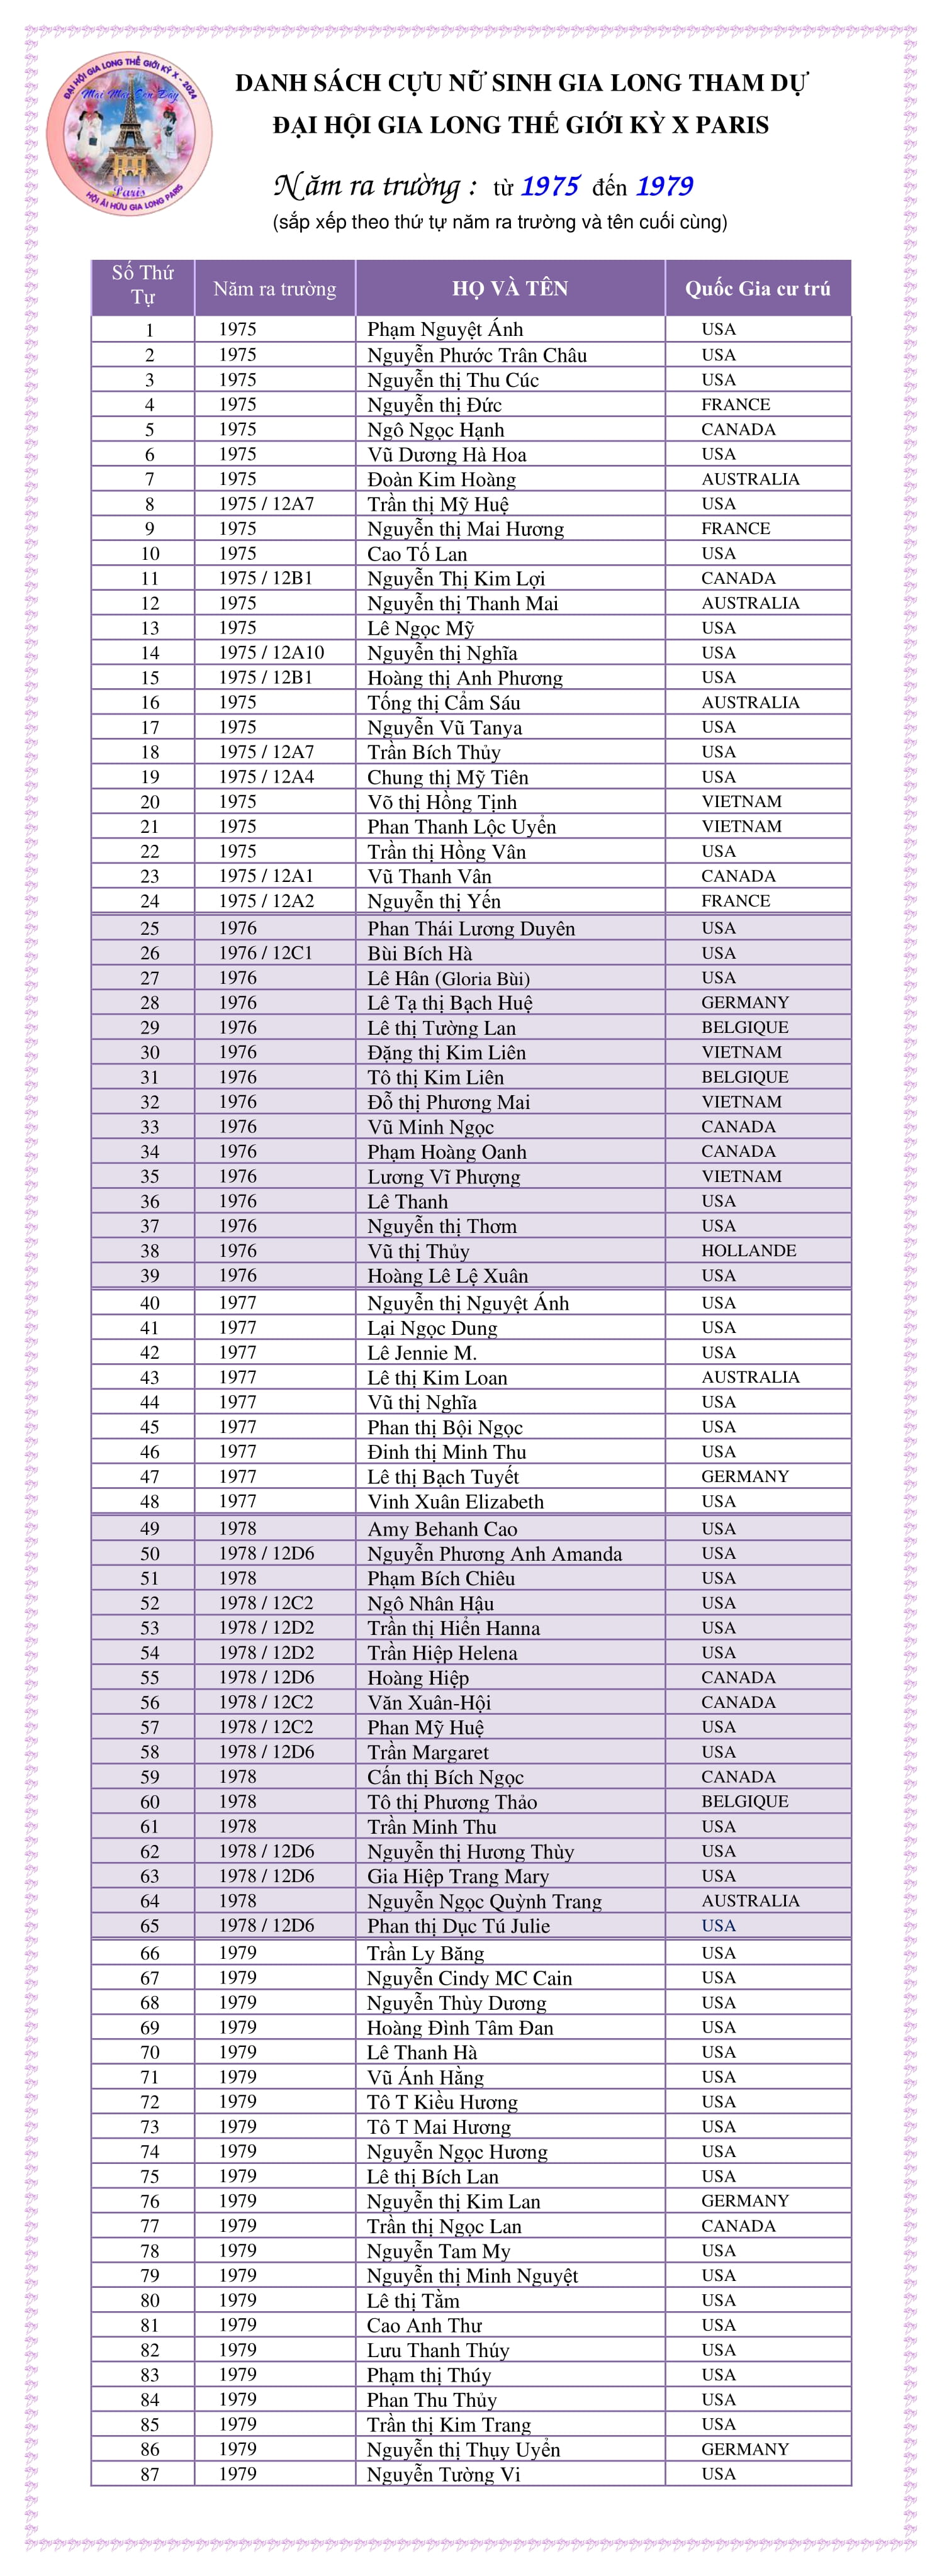 ĐẠI HỘI GIA LONG THẾ GIỚI KỲ X - 2024
Mãi Mãi Còn Đây
Paris
HỘI ÁI HỮU GIA LONG PARIS
DANH SÁCH CỰU NỮ SINH GIA LONG THAM DỰ
ĐẠI HỘI GIA LONG THẾ GIỚI KỲ X PARIS
Năm ra trường : từ 1975 đến 1979
(sắp xếp theo thứ tự năm ra trường và tên cuối cùng)
Số Thứ Tự Năm ra trường HỌ VÀ TÊN Quốc Gia cư trú
1 1975 Phạm Nguyệt Ánh USA
2 1975 Nguyễn Phước Trân Châu USA
3 1975 Nguyễn thị Thu Cúc USA
4 1975 Nguyễn thị Đức FRANCE
5 1975 Ngô Ngọc Hạnh CANADA
6 1975 Vũ Dương Hà Hoa USA
7 1975 Đoàn Kim Hoàng AUSTRALIA
8 1975 / 12A7 Trần thị Mỹ Huệ USA
9 1975 Nguyễn thị Mai Hương FRANCE
10 1975 Cao Tố Lan USA
11 1975 / 12B1 Nguyễn Thị Kim Lợi CANADA
12 1975 Nguyễn thị Thanh Mai AUSTRALIA
13 1975 Lê Ngọc Mỹ USA
14 1975 / 12A10 Nguyễn thị Nghĩa USA
15 1975 / 12B1 Hoàng thị Anh Phương USA
16 1975 Tống thị Cẩm Sáu AUSTRALIA
17 1975 Nguyễn Vũ Tanya USA
18 1975 / 12A7 Trần Bích Thủy USA
19 1975 / 12A4 Chung thị Mỹ Tiên USA
20 1975 Võ thị Hồng Tịnh VIETNAM
21 1975 Phan Thanh Lộc Uyển VIETNAM
22 1975 Trần thị Hồng Vân USA
23 1975 / 12A1 Vũ Thanh Vân CANADA
24 1975 / 12A2 Nguyễn thị Yến FRANCE
25 1976 Phan Thái Lương Duyên USA
26 1976 / 12C1 Bùi Bích Hà USA
27 1976 Lê Hân (Gloria Bùi) USA
28 1976 Lê Tạ thị Bạch Huệ GERMANY
29 1976 Lê thị Tường Lan BELGIQUE
30 1976 Đặng thị Kim Liên VIETNAM
31 1976 Tô thị Kim Liên BELGIQUE
32 1976 Đỗ thị Phương Mai VIETNAM
33 1976 Vũ Minh Ngọc CANADA
34 1976 Phạm Hoàng Oanh CANADA
35 1976 Lương Vĩ Phượng VIETNAM
36 1976 Lê Thanh USA
37 1976 Nguyễn thị Thơm USA
38 1976 Vũ thị Thủy HOLLANDE
39 1976 Hoàng Lê Lệ Xuân USA
40 1977 Nguyễn thị Nguyệt Ánh USA
41 1977 Lại Ngọc Dung USA
42 1977 Lê Jennie M. USA
43 1977 Lê thị Kim Loan AUSTRALIA
44 1977 Vũ thị Nghĩa USA
45 1977 Phan thị Bội Ngọc USA
46 1977 Đinh thị Minh Thu USA
47 1977 Lê thị Bạch Tuyết GERMANY
48 1977 Vinh Xuân Elizabeth USA
49 1978 Amy Behanh Cao USA
50 1978 / 12D6 Nguyễn Phương Anh Amanda USA
51 1978 Phạm Bích Chiêu USA
52 1978 / 12C2 Ngô Nhân Hậu USA
53 1978 / 12D2 Trần thị Hiển Hanna USA
54 1978 / 12D2 Trần Hiệp Helena USA
55 1978 / 12D6 Hoàng Hiệp CANADA
56 1978 / 12C2 Văn Xuân-Hội CANADA
57 1978 / 12C2 Phan Mỹ Huệ USA
58 1978 / 12D6 Trần Margaret USA
59 1978 Cấn thị Bích Ngọc CANADA
60 1978 Tô thị Phương Thảo BELGIQUE
61 1978 Trần Minh Thu USA
62 1978 / 12D6 Nguyễn thị Hương Thùy USA
63 1978 / 12D6 Gia Hiệp Trang Mary USA
64 1978 Nguyễn Ngọc Quỳnh Trang AUSTRALIA
65 1978 / 12D6 Phan thị Dục Tú Julie USA
66 1979 Trần Ly Băng USA
67 1979 Nguyễn Cindy MC Cain USA
68 1979 Nguyễn Thùy Dương USA
69 1979 Hoàng Đình Tâm Đan USA
70 1979 Lê Thanh Hà USA
71 1979 Vũ Ánh Hằng USA
72 1979 Tô T Kiều Hương USA
73 1979 Tô T Mai Hương USA
74 1979 Nguyễn Ngọc Hương USA
75 1979 Lê thị Bích Lan USA
76 1979 Nguyễn thị Kim Lan GERMANY
77 1979 Trần thị Ngọc Lan CANADA
78 1979 Nguyễn Tam My USA
79 1979 Nguyễn thị Minh Nguyệt USA
80 1979 Lê thị Tằm USA
81 1979 Cao Anh Thư USA
82 1979 Lưu Thanh Thúy USA
83 1979 Phạm thị Thúy USA
84 1979 Phan Thu Thủy USA
85 1979 Trần thị Kim Trang USA
86 1979 Nguyễn thị Thụy Uyển GERMANY
87 1979 Nguyễn Tường Vi USA